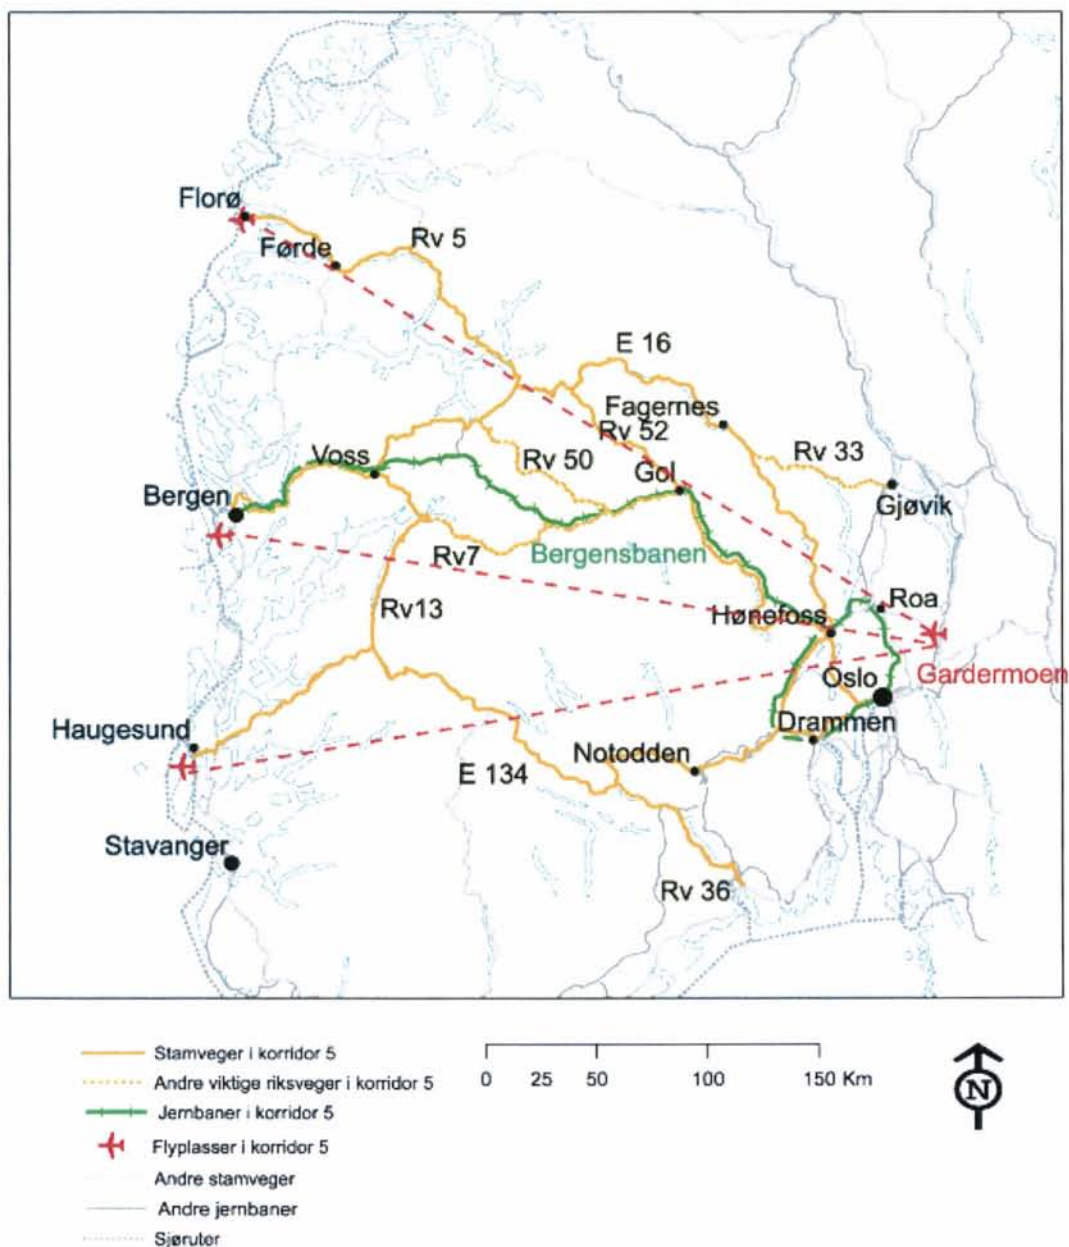 Florø
Førde
Rv 5
E 16
Fagernes
Rv 52
Rv 33
Voss
Rv 50
Gol
Gjøvik
Bergen
Rv7
Bergensbanen
Rv13
Hønefoss
Roa
Gardermoen
Oslo
Haugesund
Drammen
Notodden
E 134
Stavanger
Rv 36
Stamveger i korridor 5
Andre viktige riksveger i korridor 5
Jernbaner i korridor 5
Flyplasser i korridor 5
Andre stamveger
Andre jernbaner
Sjøruter
0 25 50 100 150 Km
N